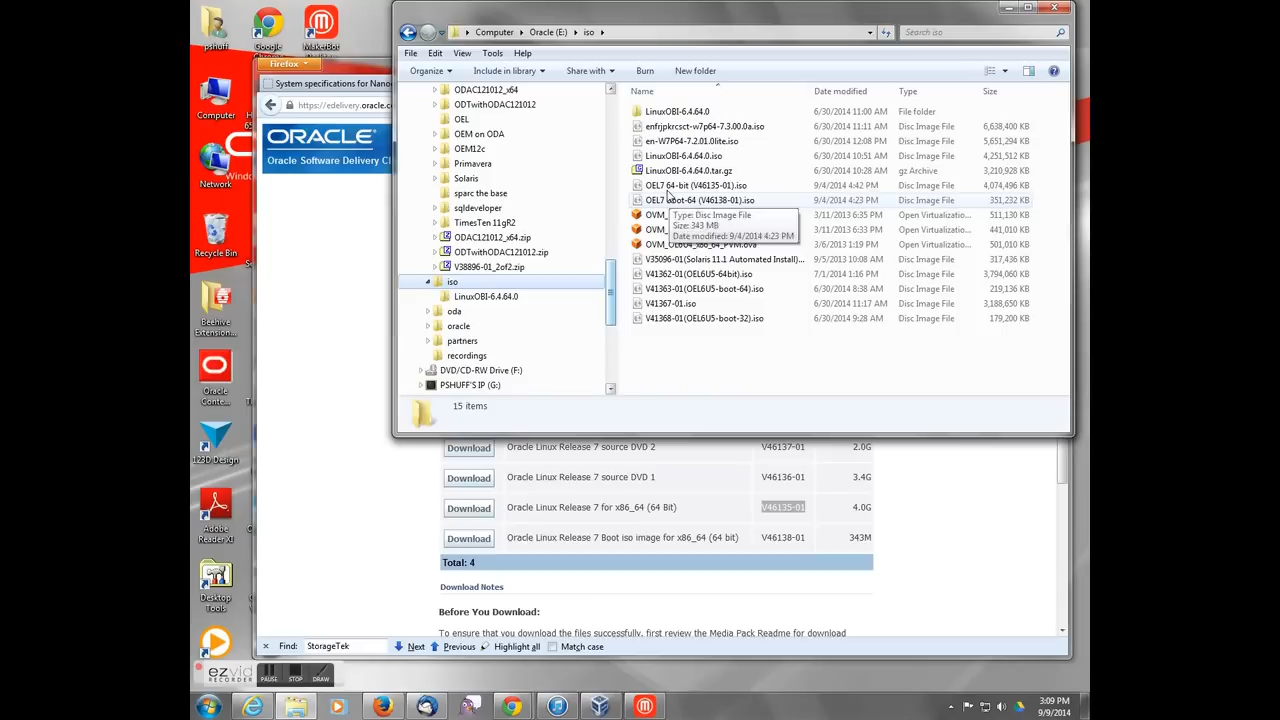 pshuff
Google Chrome
MakerBot
Computer
Network
Windo
Recycle Bin
Beehive Extension...
Oracle Conte...
123D Design
Adobe Reader XI
Desktop Tools
Firefox
System specifications for Nano
https://edelivery.oracle.c
ORACLE
Oracle Software Delivery Cl
Computer Oracle (E:) iso
Search iso
File Edit View Tools Help
Organize Include in library Share with Burn New folder
ODAC121012_x64
ODTwithODAC121012
OEL
OEM on ODA
OEM12c
Primavera
Solaris
sparc the base
sqldeveloper
TimesTen 11gR2
ODAC121012_x64.zip
ODTwithODAC121012.zip
V38896-01_2of2.zip
iso
LinuxOBI-6.4.64.0
oda
oracle
partners
recordings
DVD/CD-RW Drive (F:)
PSHUFF'S IP (G:)
Name Date modified Type Size
LinuxOBI-6.4.64.0 6/30/2014 11:00 AM File folder
enfrjpkrcsct-w7p64-7.3.00.0a.iso 6/30/2014 11:11 AM Disc Image File 6,638,400 KB
en-W7P64-7.2.01.0lite.iso 6/30/2014 12:08 PM Disc Image File 5,651,294 KB
LinuxOBI-6.4.64.0.iso 6/30/2014 10:51 AM Disc Image File 4,251,512 KB
LinuxOBI-6.4.64.0.tar.gz 6/30/2014 11:00 AM gz Archive 3,210,928 KB
OEL7 64-bit (V46135-01).iso 9/4/2014 4:42 PM Disc Image File 4,074,496 KB
OEL7 boot-64 (V46138-01).iso 9/4/2014 4:23 PM Disc Image File 351,232 KB
OVM_ 3/11/2013 6:35 PM Open Virtualizatio... 511,130 KB
OVM_ 3/11/2013 6:35 PM Open Virtualizatio... 441,010 KB
3/6/2013 1:19 PM Open Virtualizatio... 553,010 KB
V35096-01(Solaris 11.1 Automated Install)... 9/5/2013 10:08 AM Disc Image File 317,436 KB
V41362-01(OEL6U5-64bit).iso 7/1/2014 1:16 PM Disc Image File 3,794,060 KB
V41363-01(OEL6U5-boot-64).iso 6/30/2014 8:38 AM Disc Image File 219,136 KB
V41367-01.iso 6/30/2014 11:17 AM Disc Image File 3,188,650 KB
V41368-01(OEL6U5-boot-32).iso 6/30/2014 9:28 AM Disc Image File 179,200 KB
Type: Disc Image File
Size: 343 MB
Date modified: 9/4/2014 4:23 PM
15 items
Download Oracle Linux Release 7 source DVD 2 V46137-01 2.0G
Download Oracle Linux Release 7 source DVD 1 V46136-01 3.4G
Download Oracle Linux Release 7 for x86_64 (64 Bit) V46135-01 4.0G
Download Oracle Linux Release 7 Boot iso image for x86_64 (64 bit) V46138-01 343M
Total: 4
Download Notes
Before You Download:
To ensure that you download the files successfully, first review the Media Pack Readme for download
Find: StorageTek Next Previous Highlight all Match case
ezvid
RECORDER
PAUSE STOP DRAW
3:09 PM
9/9/2014